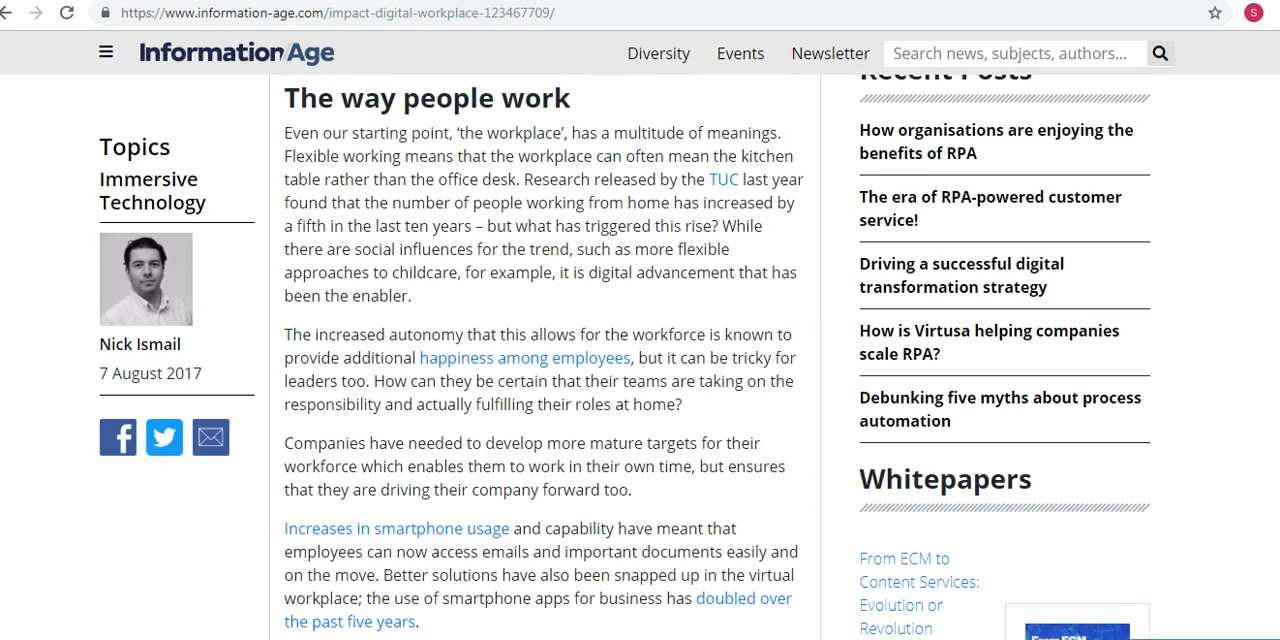 https://www.information-age.com/impact-digital-workplace-123467709/
S
Information Age
Diversity
Events
Newsletter
Search news, subjects, authors...
Topics
Immersive
Technology
Nick Ismail
7 August 2017
The way people work
Even our starting point, ‘the workplace’, has a multitude of meanings.
Flexible working means that the workplace can often mean the kitchen
table rather than the office desk. Research released by the TUC last year
found that the number of people working from home has increased by
a fifth in the last ten years – but what has triggered this rise? While
there are social influences for the trend, such as more flexible
approaches to childcare, for example, it is digital advancement that has
been the enabler.
The increased autonomy that this allows for the workforce is known to
provide additional happiness among employees, but it can be tricky for
leaders too. How can they be certain that their teams are taking on the
responsibility and actually fulfilling their roles at home?
Companies have needed to develop more mature targets for their
workforce which enables them to work in their own time, but ensures
that they are driving their company forward too.
Increases in smartphone usage and capability have meant that
employees can now access emails and important documents easily and
on the move. Better solutions have also been snapped up in the virtual
workplace; the use of smartphone apps for business has doubled over
the past five years.
Recent Posts
How organisations are enjoying the
benefits of RPA
The era of RPA-powered customer
service!
Driving a successful digital
transformation strategy
How is Virtusa helping companies
scale RPA?
Debunking five myths about process
automation
Whitepapers
From ECM to
Content Services:
Evolution or
Revolution
From ECM